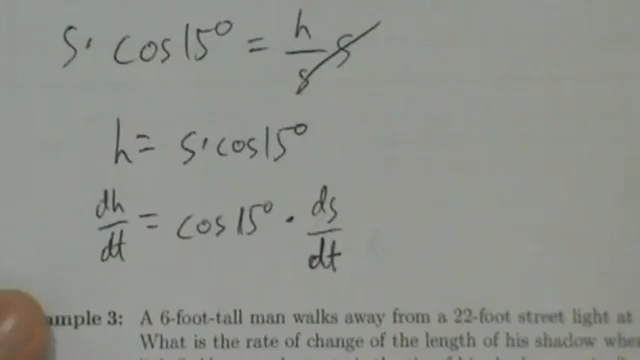 s · cos 15° = h/s s
h = s · cos 15°
dh/dt = cos 15° · ds/dt
ample 3: A 6-foot-tall man walks away from a 22-foot street light at
What is the rate of change of the length of his shadow whe